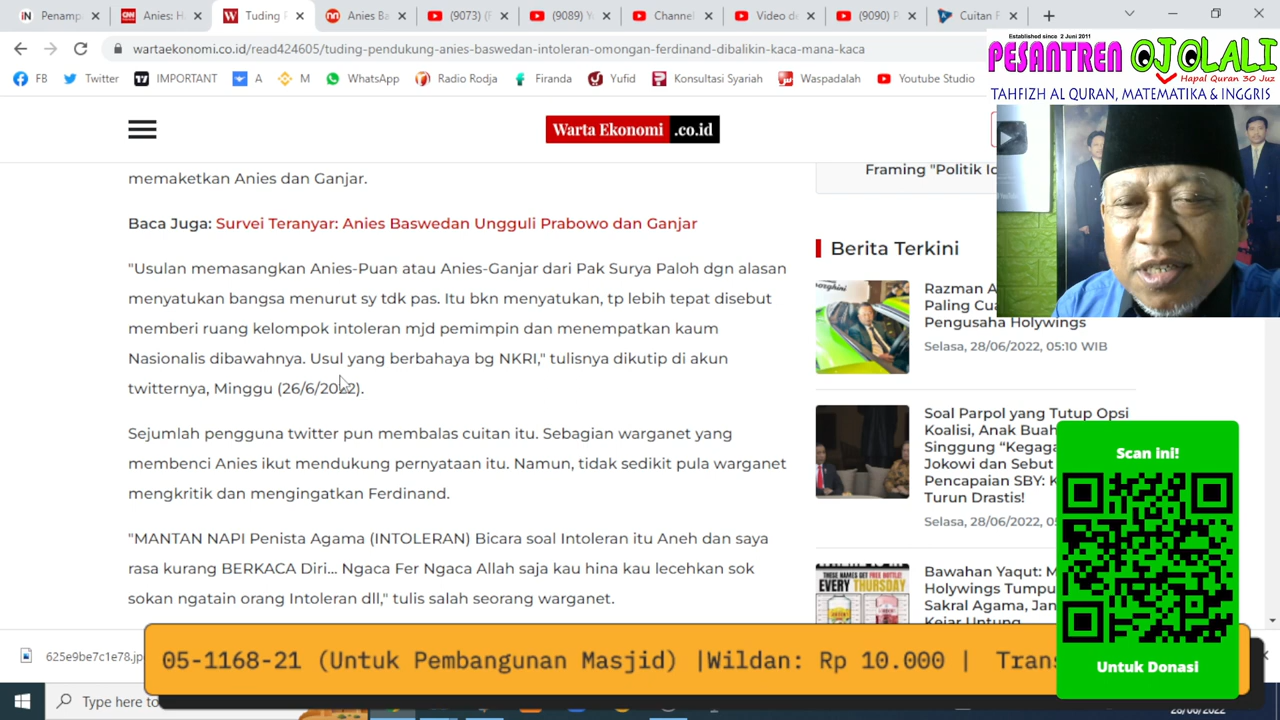 Penamp
Anies: H
Tuding P
Anies Ba
(9073) (
(9089) Y
Channel
Video d
(9090) P
Cuitan F
wartaekonomi.co.id/read424605/tuding-pendukung-anies-baswedan-intoleran-omongan-ferdinand-dibalikin-kaca-mana-kaca
FB
Twitter
IMPORTANT
A
M
WhatsApp
Radio Rodja
Firanda
Yufid
Konsultasi Syariah
Waspadalah
Youtube Studio
Established since 2 Juni 2011
PESANTREN OJOLALI
Hapal Quran 30 Juz
TAHFIZH AL QURAN, MATEMATIKA & INGGRIS
Warta Ekonomi .co.id
memaketkan Anies dan Ganjar.
Baca Juga: Survei Teranyar: Anies Baswedan Ungguli Prabowo dan Ganjar
"Usulan memasangkan Anies-Puan atau Anies-Ganjar dari Pak Surya Paloh dgn alasan
menyatukan bangsa menurut sy tdk pas. Itu bkn menyatukan, tp lebih tepat disebut
memberi ruang kelompok intoleran mjd pemimpin dan menempatkan kaum
Nasionalis dibawahnya. Usul yang berbahaya bg NKRI," tulisnya dikutip di akun
twitternya, Minggu (26/6/2022).
Sejumlah pengguna twitter pun membalas cuitan itu. Sebagian warganet yang
membenci Anies ikut mendukung pernyataan itu. Namun, tidak sedikit pula warganet
mengkritik dan mengingatkan Ferdinand.
"MANTAN NAPI Penista Agama (INTOLERAN) Bicara soal Intoleran itu Aneh dan saya
rasa kurang BERKACA Diri... Ngaca Fer Ngaca Allah saja kau hina kau lecehkan sok
sokan ngatain orang Intoleran dll," tulis salah seorang warganet.
Framing "Politik Id
Berita Terkini
Razman A
Paling Cua
Pengusaha Holywings
Selasa, 28/06/2022, 05:10 WIB
Soal Parpol yang Tutup Opsi
Koalisi, Anak Buah
Singgung "Kegaga
Jokowi dan Sebut
Pencapaian SBY: K
Turun Drastis!
Selasa, 28/06/2022, 05
THESE NAMES GET FREE BOTTLE!
EVERY THURSDAY
Bawahan Yaqut: M
Holywings Tumpu
Sakral Agama, Jan
Kejar Untung
Scan ini!
Untuk Donasi
625e9be7c1e78.jp
05-1168-21 (Untuk Pembangunan Masjid) |Wildan: Rp 10.000 | Trans
Type here to
28/06/2022